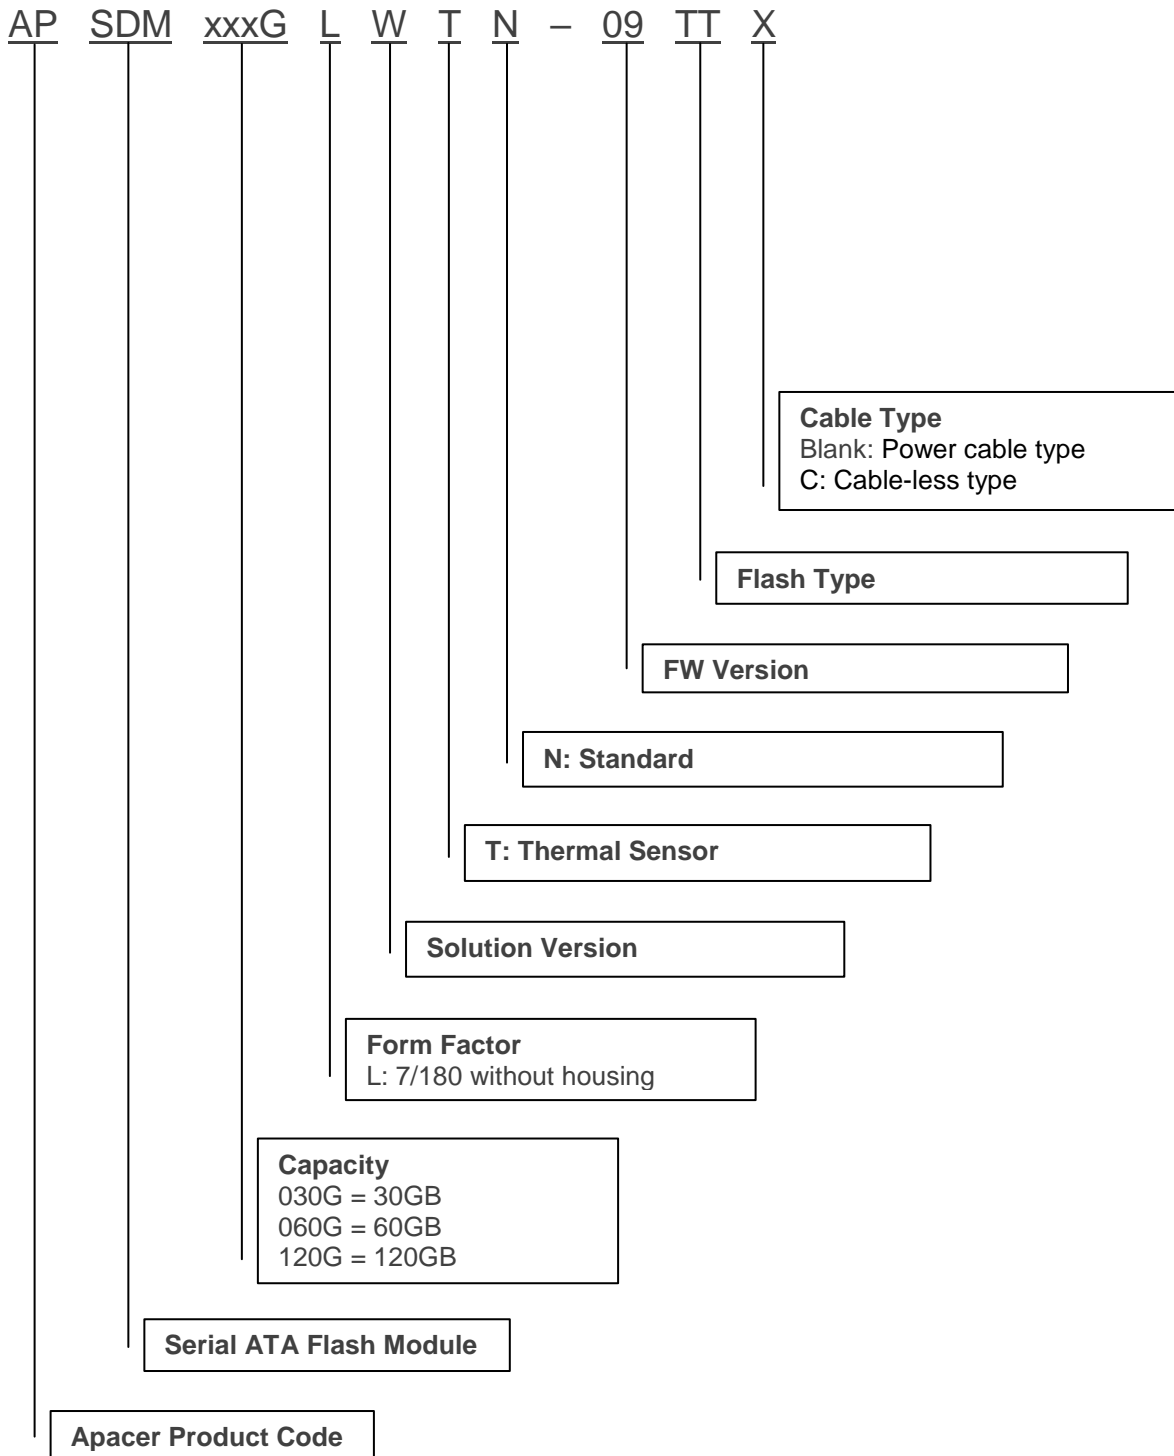 AP SDM xxxG L W T N – 09 TT X
Cable Type
Blank: Power cable type
C: Cable-less type
Flash Type
FW Version
N: Standard
T: Thermal Sensor
Solution Version
Form Factor
L: 7/180 without housing
Capacity
030G = 30GB
060G = 60GB
120G = 120GB
Serial ATA Flash Module
Apacer Product Code